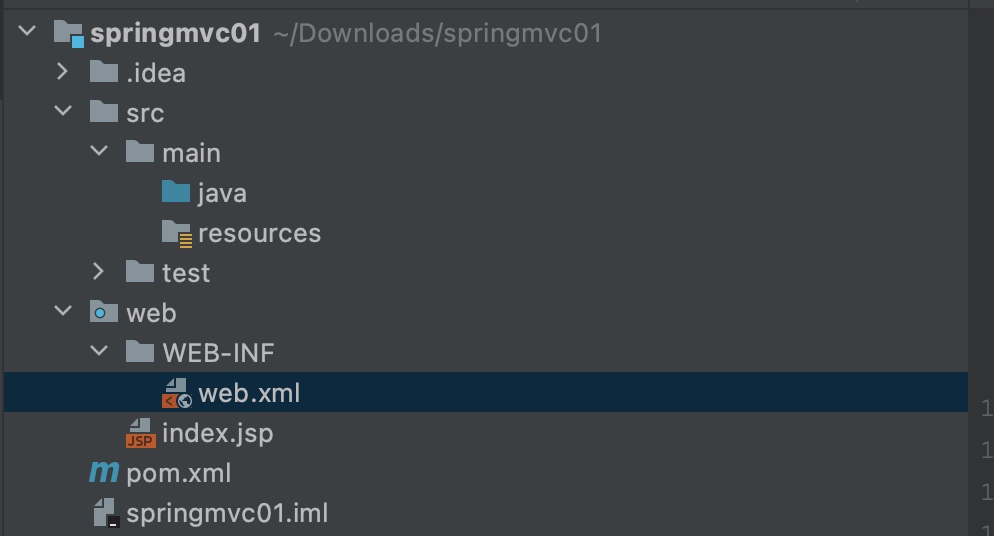 springmvc01 ~/Downloads/springmvc01
.idea
src
main
java
resources
test
web
WEB-INF
web.xml
JSP index.jsp
m pom.xml
springmvc01.iml